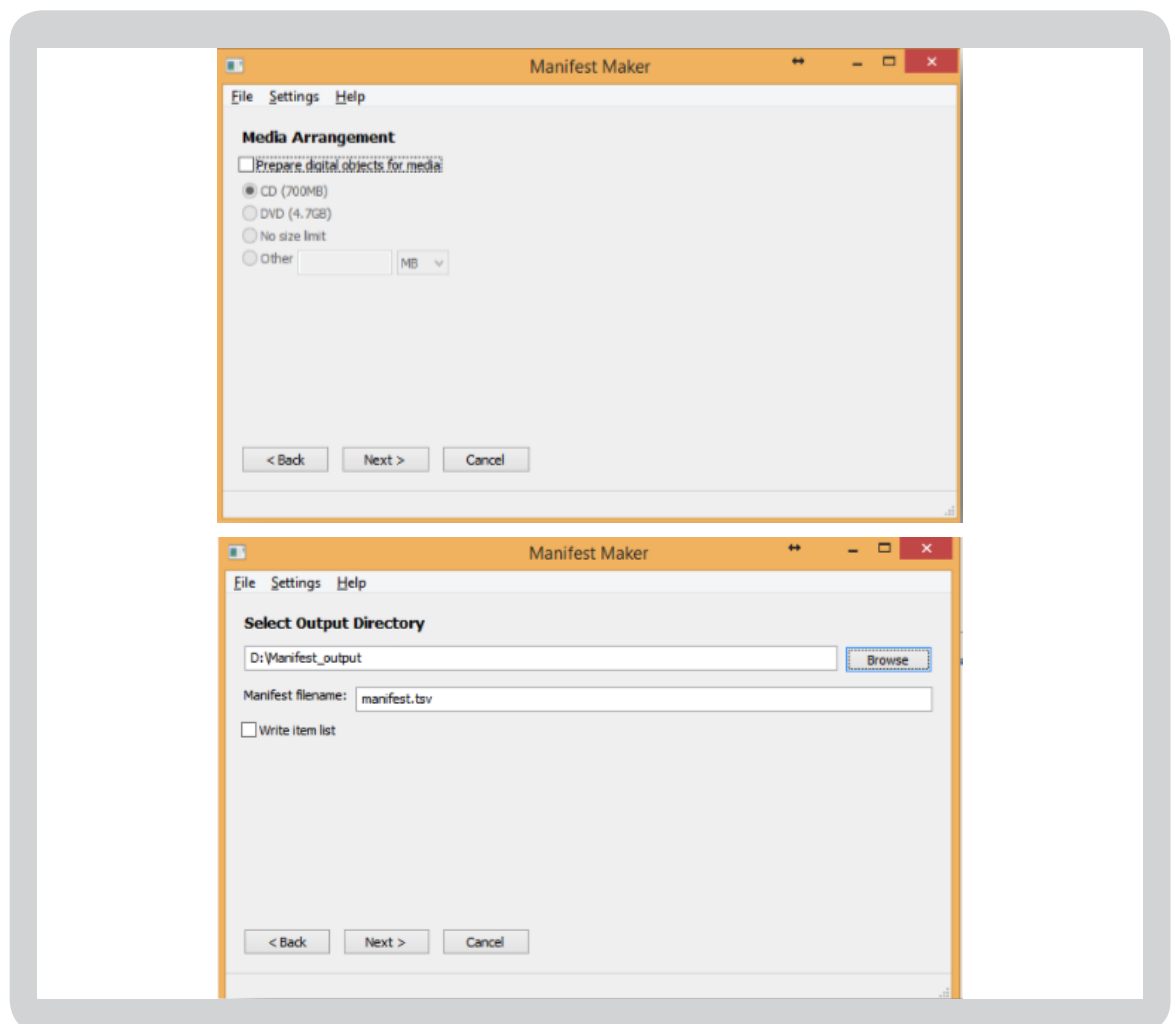 Manifest Maker
File Settings Help
Media Arrangement
Prepare digital objects for media
CD (700MB)
DVD (4.7GB)
No size limit
Other MB
< Back Next > Cancel
Manifest Maker
File Settings Help
Select Output Directory
D:\Manifest_output Browse
Manifest filename: manifest.tsv
Write item list
< Back Next > Cancel